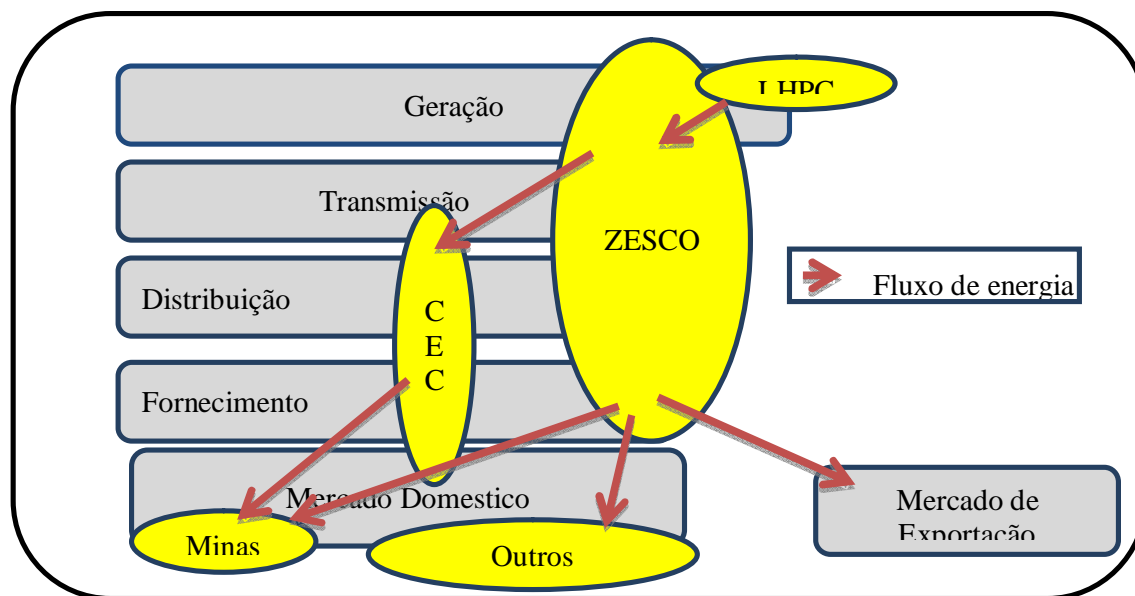 Geração
LHPC
Transmissão
ZESCO
Distribuição
C
E
C
Fluxo de energia
Fornecimento
Mercado Domestico
Mercado de
Exportação
Minas
Outros